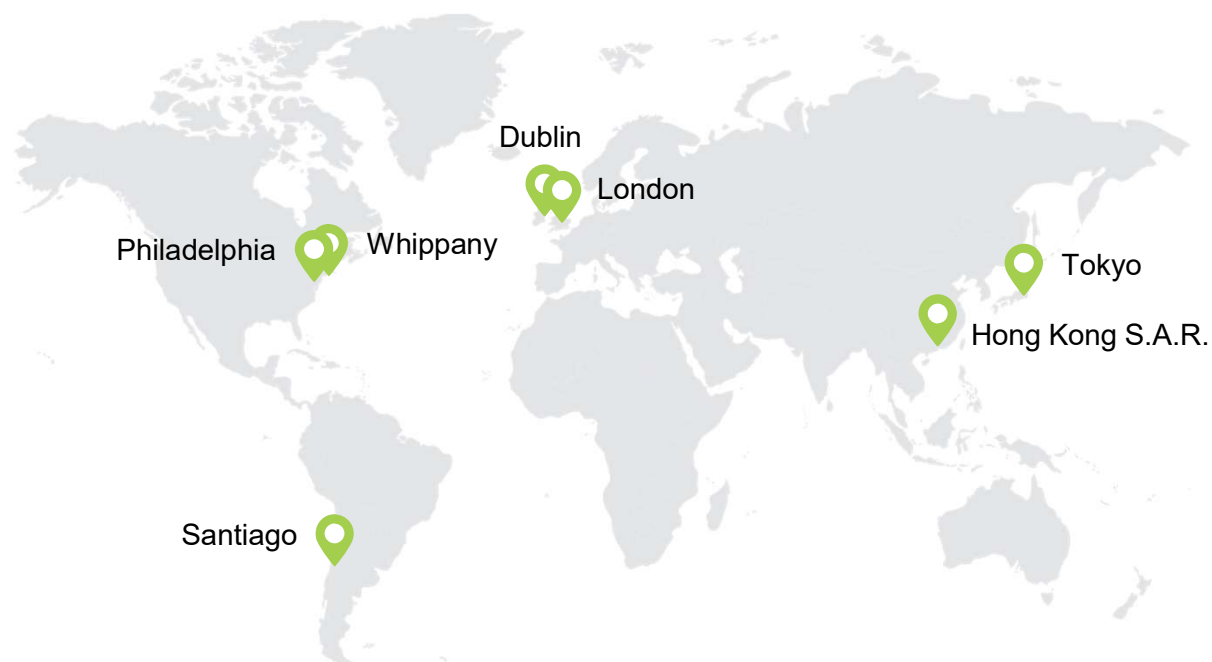 Dublin
London
Philadelphia
Whippany
Tokyo
Hong Kong S.A.R.
Santiago